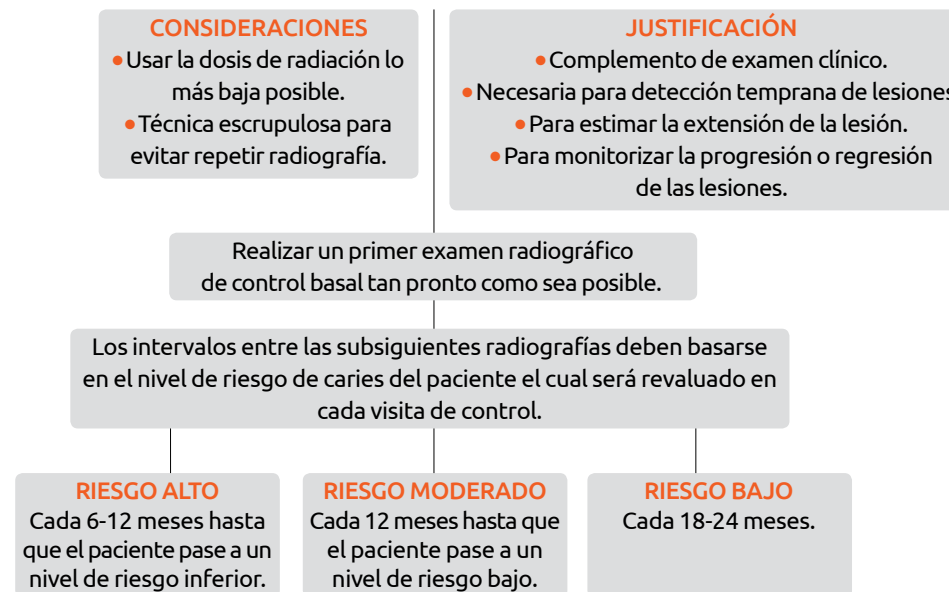 CONSIDERACIONES
•Usar la dosis de radiación lo
más baja posible.
•Técnica escrupulosa para
evitar repetir radiografía.
JUSTIFICACIÓN
•Complemento de examen clínico.
•Necesaria para detección temprana de lesiones
•Para estimar la extensión de la lesión.
•Para monitorizar la progresión o regresión
de las lesiones.
Realizar un primer examen radiográfico
de control basal tan pronto como sea posible.
Los intervalos entre las subsiguientes radiografías deben basarse
en el nivel de riesgo de caries del paciente el cual será revaluado en
cada visita de control.
RIESGO ALTO
Cada 6-12 meses hasta
que el paciente pase a un
nivel de riesgo inferior.
RIESGO MODERADO
Cada 12 meses hasta que
el paciente pase a un
nivel de riesgo bajo.
RIESGO BAJO
Cada 18-24 meses.